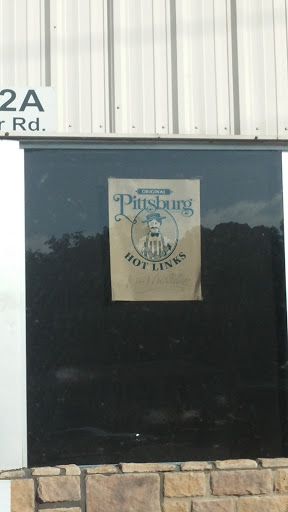 2A
r Rd.
ORIGINAL
Pittsburg
HOT LINKS